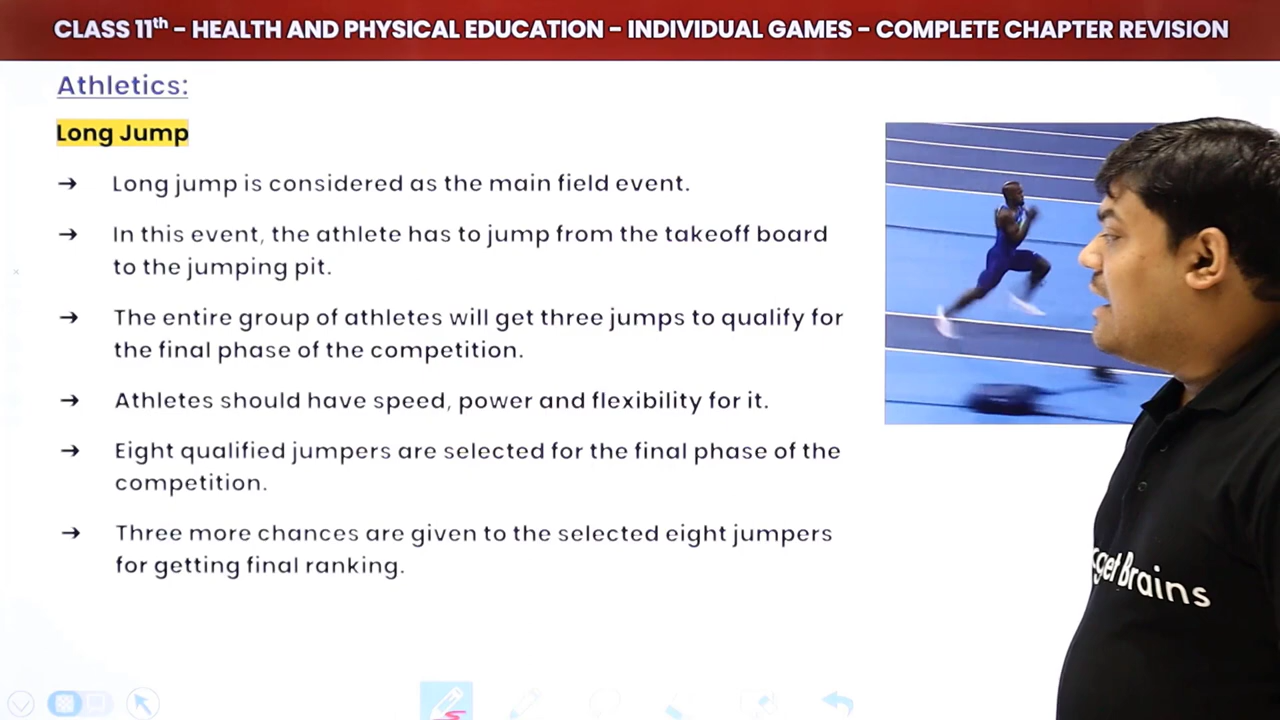 CLASS 11th – HEALTH AND PHYSICAL EDUCATION – INDIVIDUAL GAMES – COMPLETE CHAPTER REVISION
Athletics:
Long Jump
➔ Long jump is considered as the main field event.
➔ In this event, the athlete has to jump from the takeoff board
to the jumping pit.
➔ The entire group of athletes will get three jumps to qualify for
the final phase of the competition.
➔ Athletes should have speed, power and flexibility for it.
➔ Eight qualified jumpers are selected for the final phase of the
competition.
➔ Three more chances are given to the selected eight jumpers
for getting final ranking.
Brains